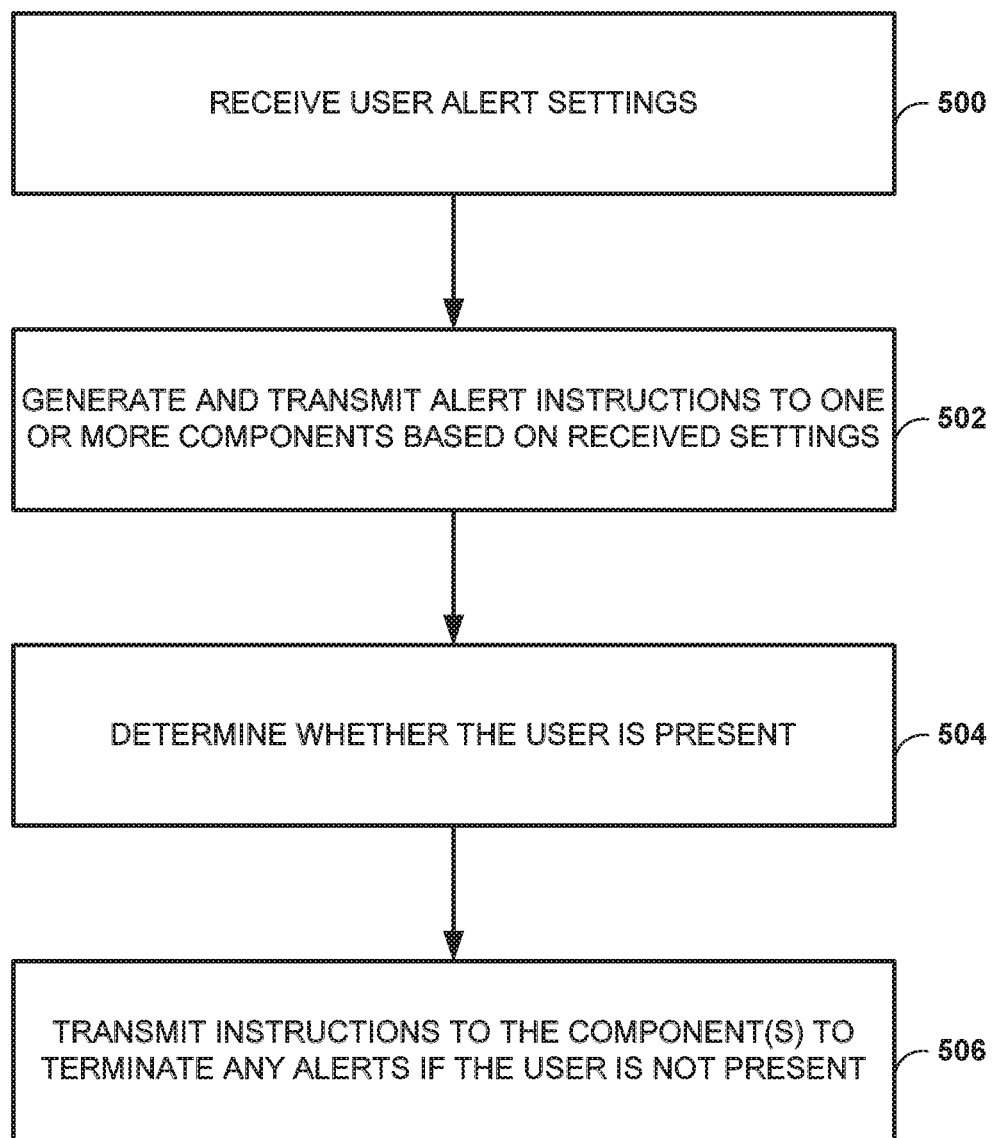 RECEIVE USER ALERT SETTINGS
500
GENERATE AND TRANSMIT ALERT INSTRUCTIONS TO ONE
OR MORE COMPONENTS BASED ON RECEIVED SETTINGS
502
DETERMINE WHETHER THE USER IS PRESENT
504
TRANSMIT INSTRUCTIONS TO THE COMPONENT(S) TO
TERMINATE ANY ALERTS IF THE USER IS NOT PRESENT
506